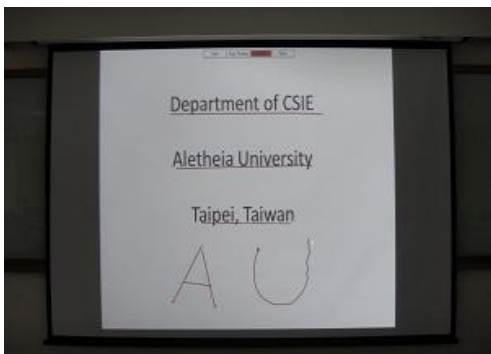 Department of CSIE
Aletheia University
Taipei, Taiwan
A U